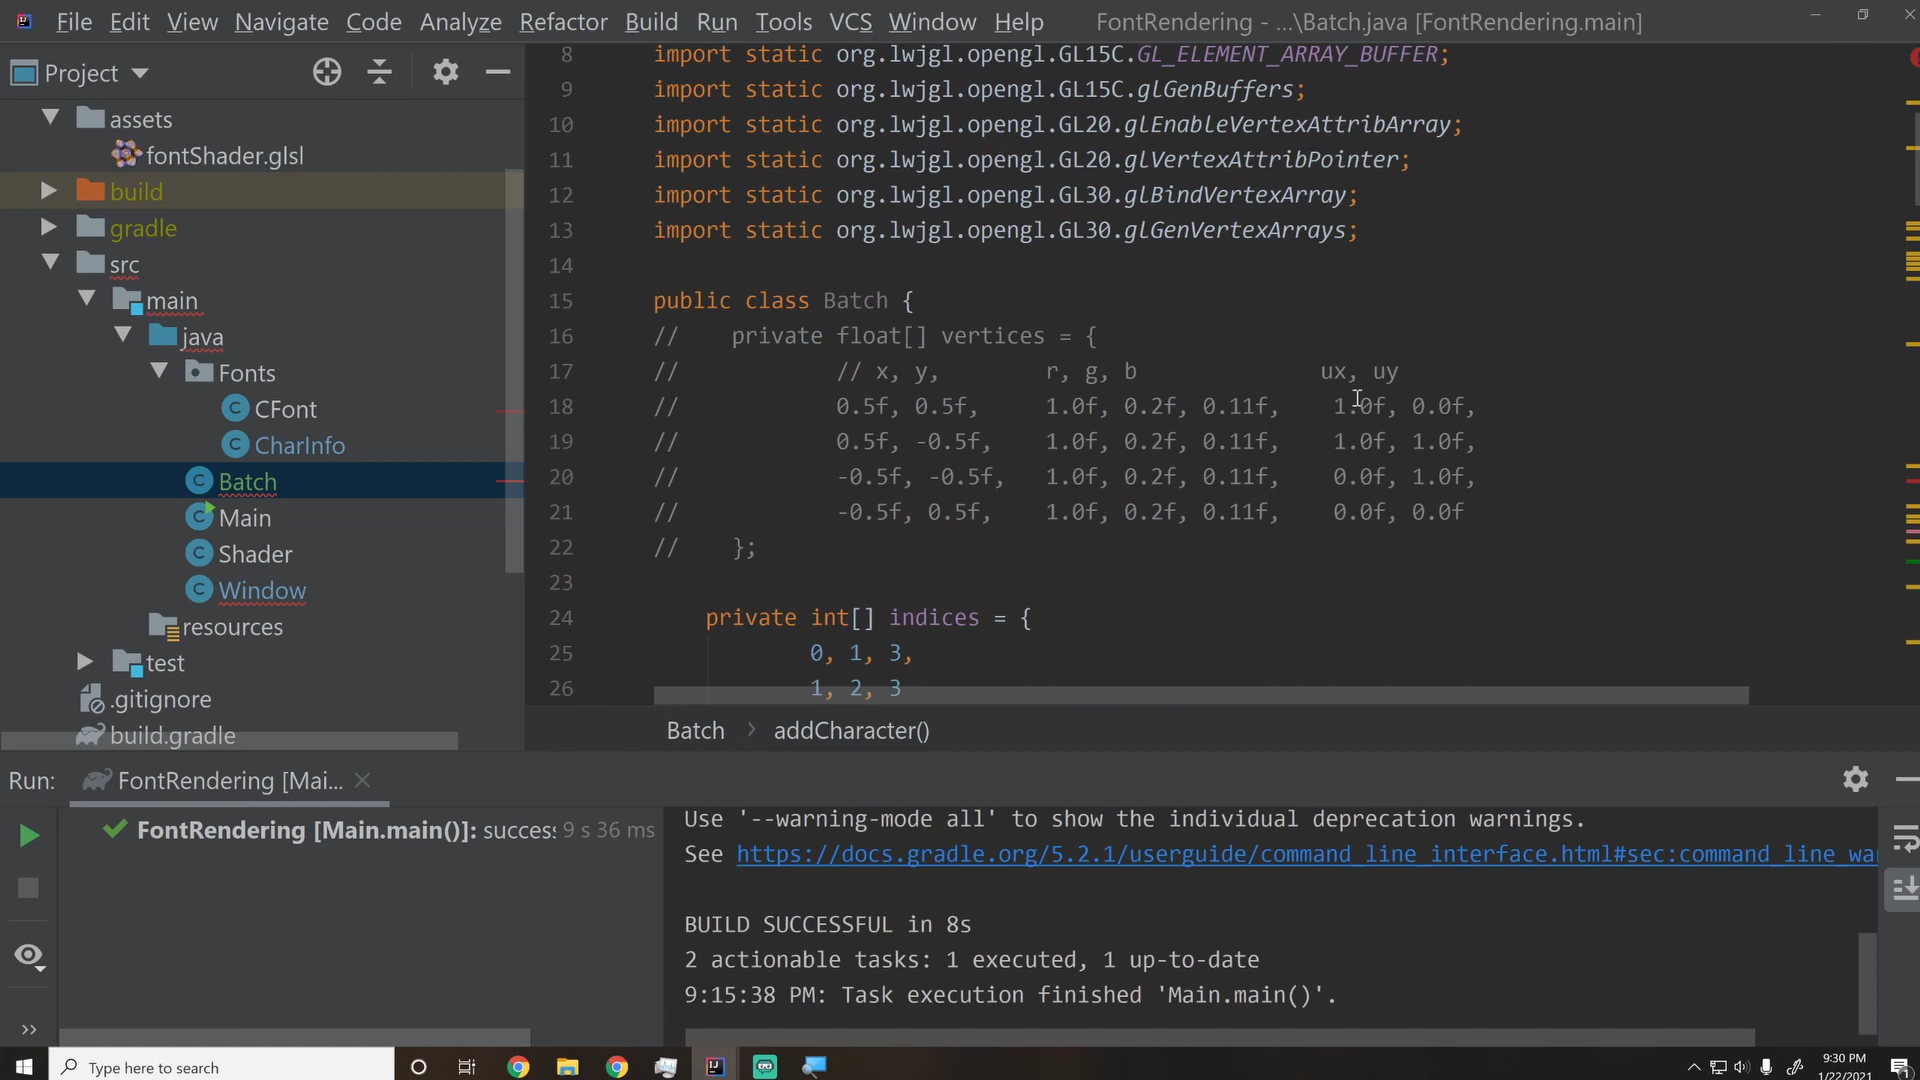 File Edit View Navigate Code Analyze Refactor Build Run Tools VCS Window Help FontRendering - ...\Batch.java [FontRendering.main]
Project
assets
fontShader.glsl
build
gradle
src
main
java
Fonts
CFont
CharInfo
Batch
Main
Shader
Window
resources
test
.gitignore
build.gradle
8 import static org.lwjgl.opengl.GL15C.GL_ELEMENT_ARRAY_BUFFER;
9 import static org.lwjgl.opengl.GL15C.glGenBuffers;
10 import static org.lwjgl.opengl.GL20.glEnableVertexAttribArray;
11 import static org.lwjgl.opengl.GL20.glVertexAttribPointer;
12 import static org.lwjgl.opengl.GL30.glBindVertexArray;
13 import static org.lwjgl.opengl.GL30.glGenVertexArrays;
14
15 public class Batch {
16 //    private float[] vertices = {
17 //            // x, y,        r, g, b              ux, uy
18 //            0.5f, 0.5f,     1.0f, 0.2f, 0.11f,    1.0f, 0.0f,
19 //            0.5f, -0.5f,    1.0f, 0.2f, 0.11f,    1.0f, 1.0f,
20 //            -0.5f, -0.5f,   1.0f, 0.2f, 0.11f,    0.0f, 1.0f,
21 //            -0.5f, 0.5f,    1.0f, 0.2f, 0.11f,    0.0f, 0.0f
22 //    };
23
24     private int[] indices = {
25             0, 1, 3,
26             1, 2, 3
Batch > addCharacter()
Run: FontRendering [Mai...
FontRendering [Main.main()]: succes: 9 s 36 ms
Use '--warning-mode all' to show the individual deprecation warnings.
See https://docs.gradle.org/5.2.1/userguide/command_line_interface.html#sec:command_line_wa
BUILD SUCCESSFUL in 8s
2 actionable tasks: 1 executed, 1 up-to-date
9:15:38 PM: Task execution finished 'Main.main()'.
Type here to search
9:30 PM
1/22/2021